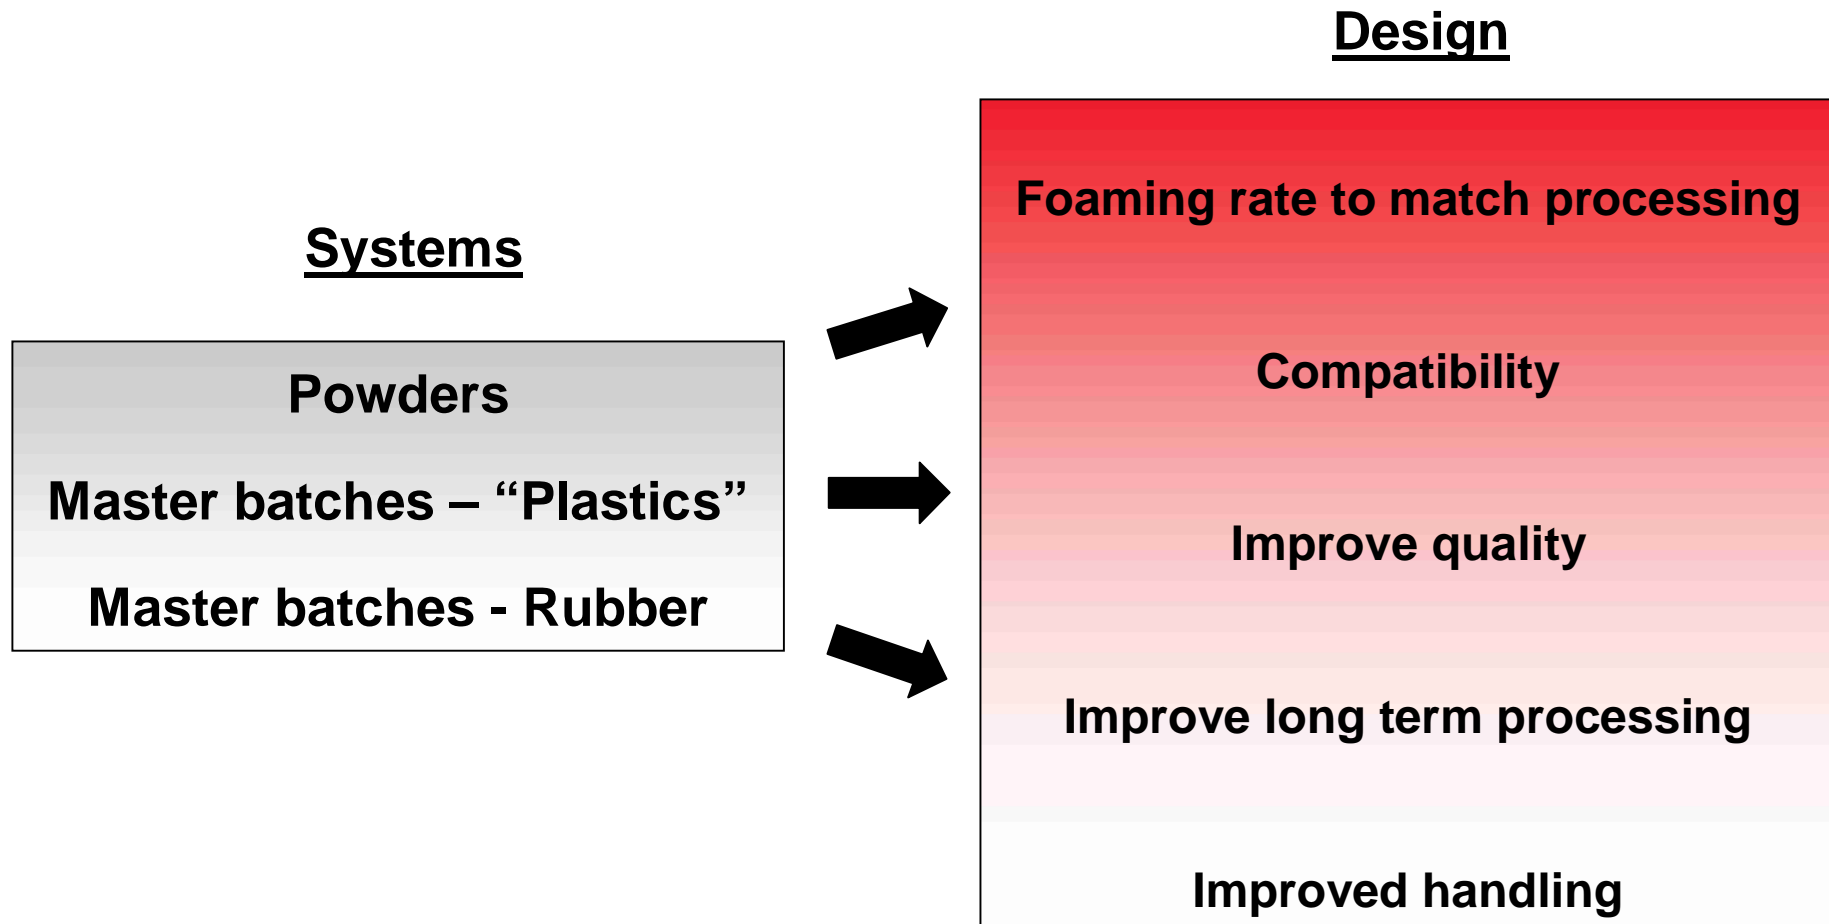 Systems
Powders
Master batches – “Plastics”
Master batches - Rubber
Design
Foaming rate to match processing
Compatibility
Improve quality
Improve long term processing
Improved handling